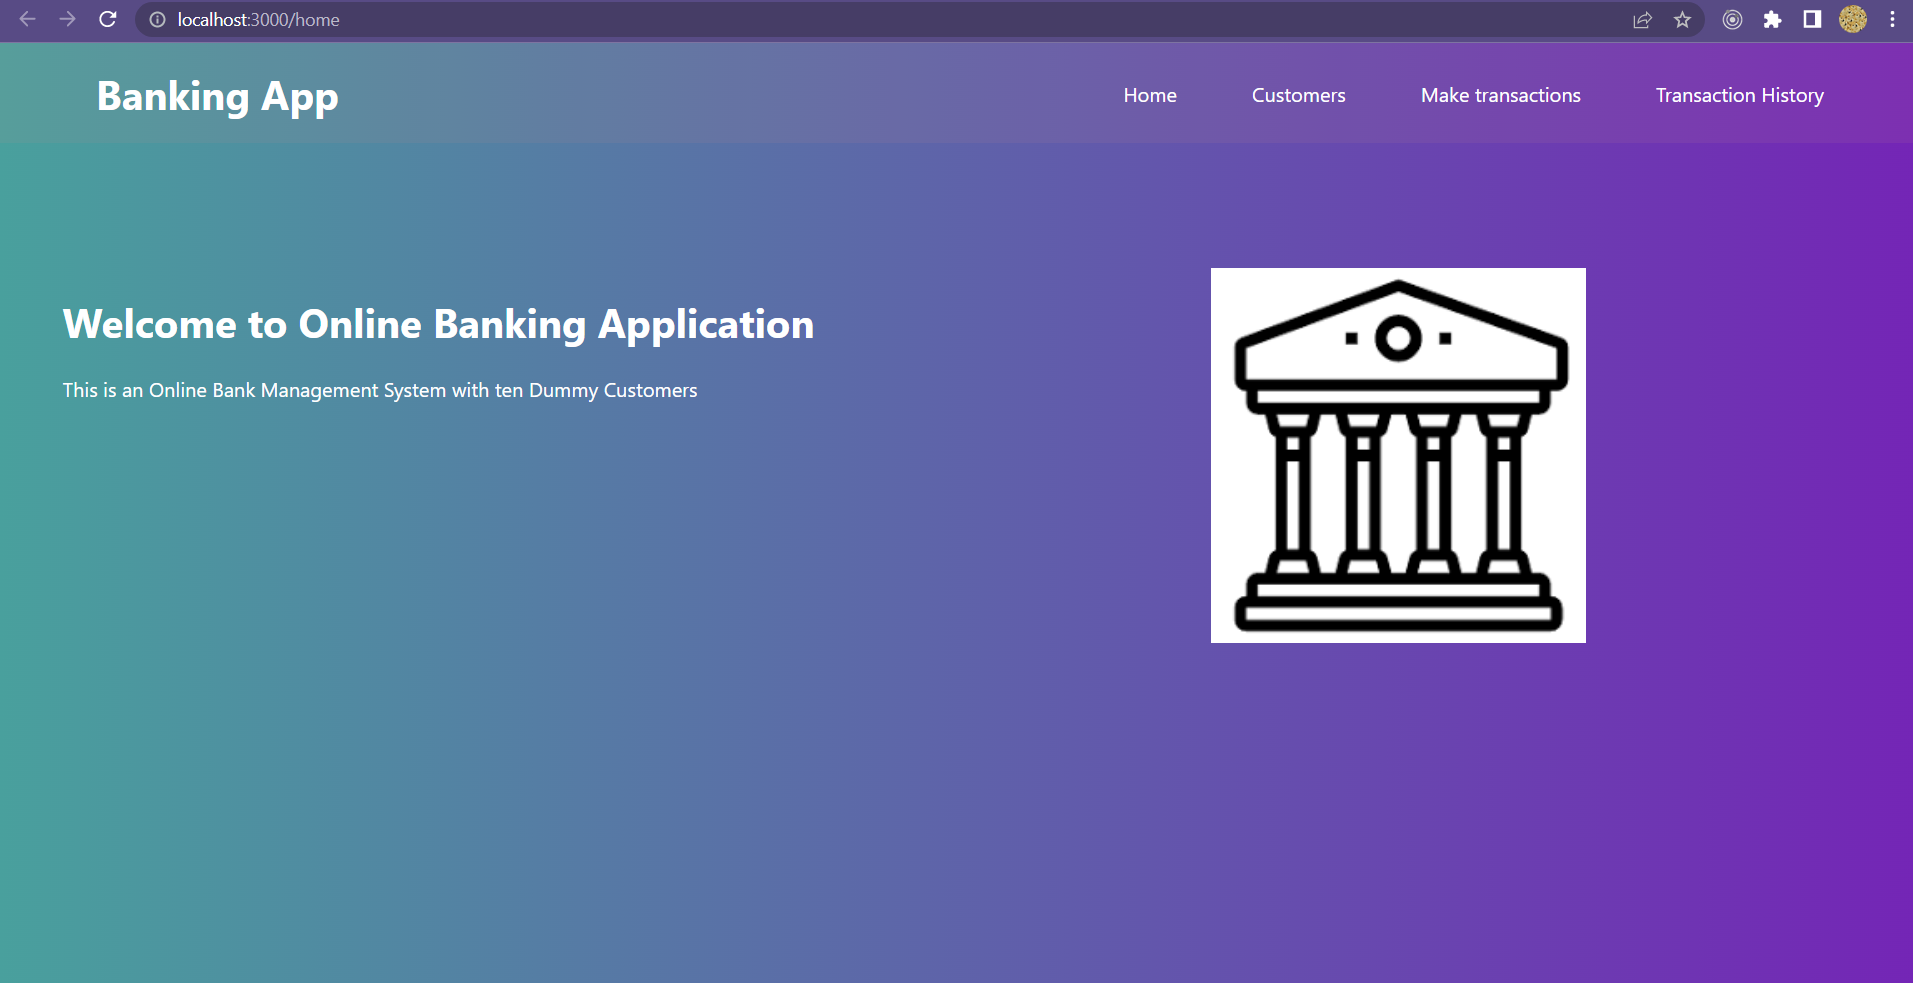 localhost:3000/home
Banking App
Home Customers Make transactions Transaction History
Welcome to Online Banking Application
This is an Online Bank Management System with ten Dummy Customers